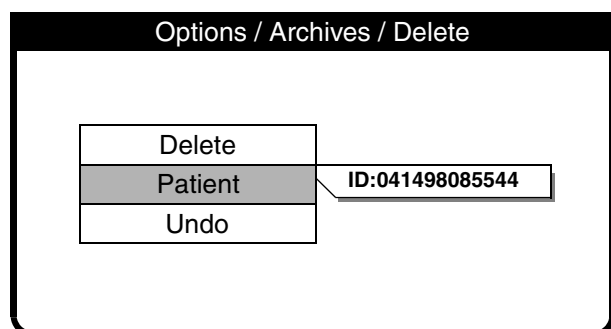 Options / Archives / Delete
Delete
Patient
ID:041498085544
Undo